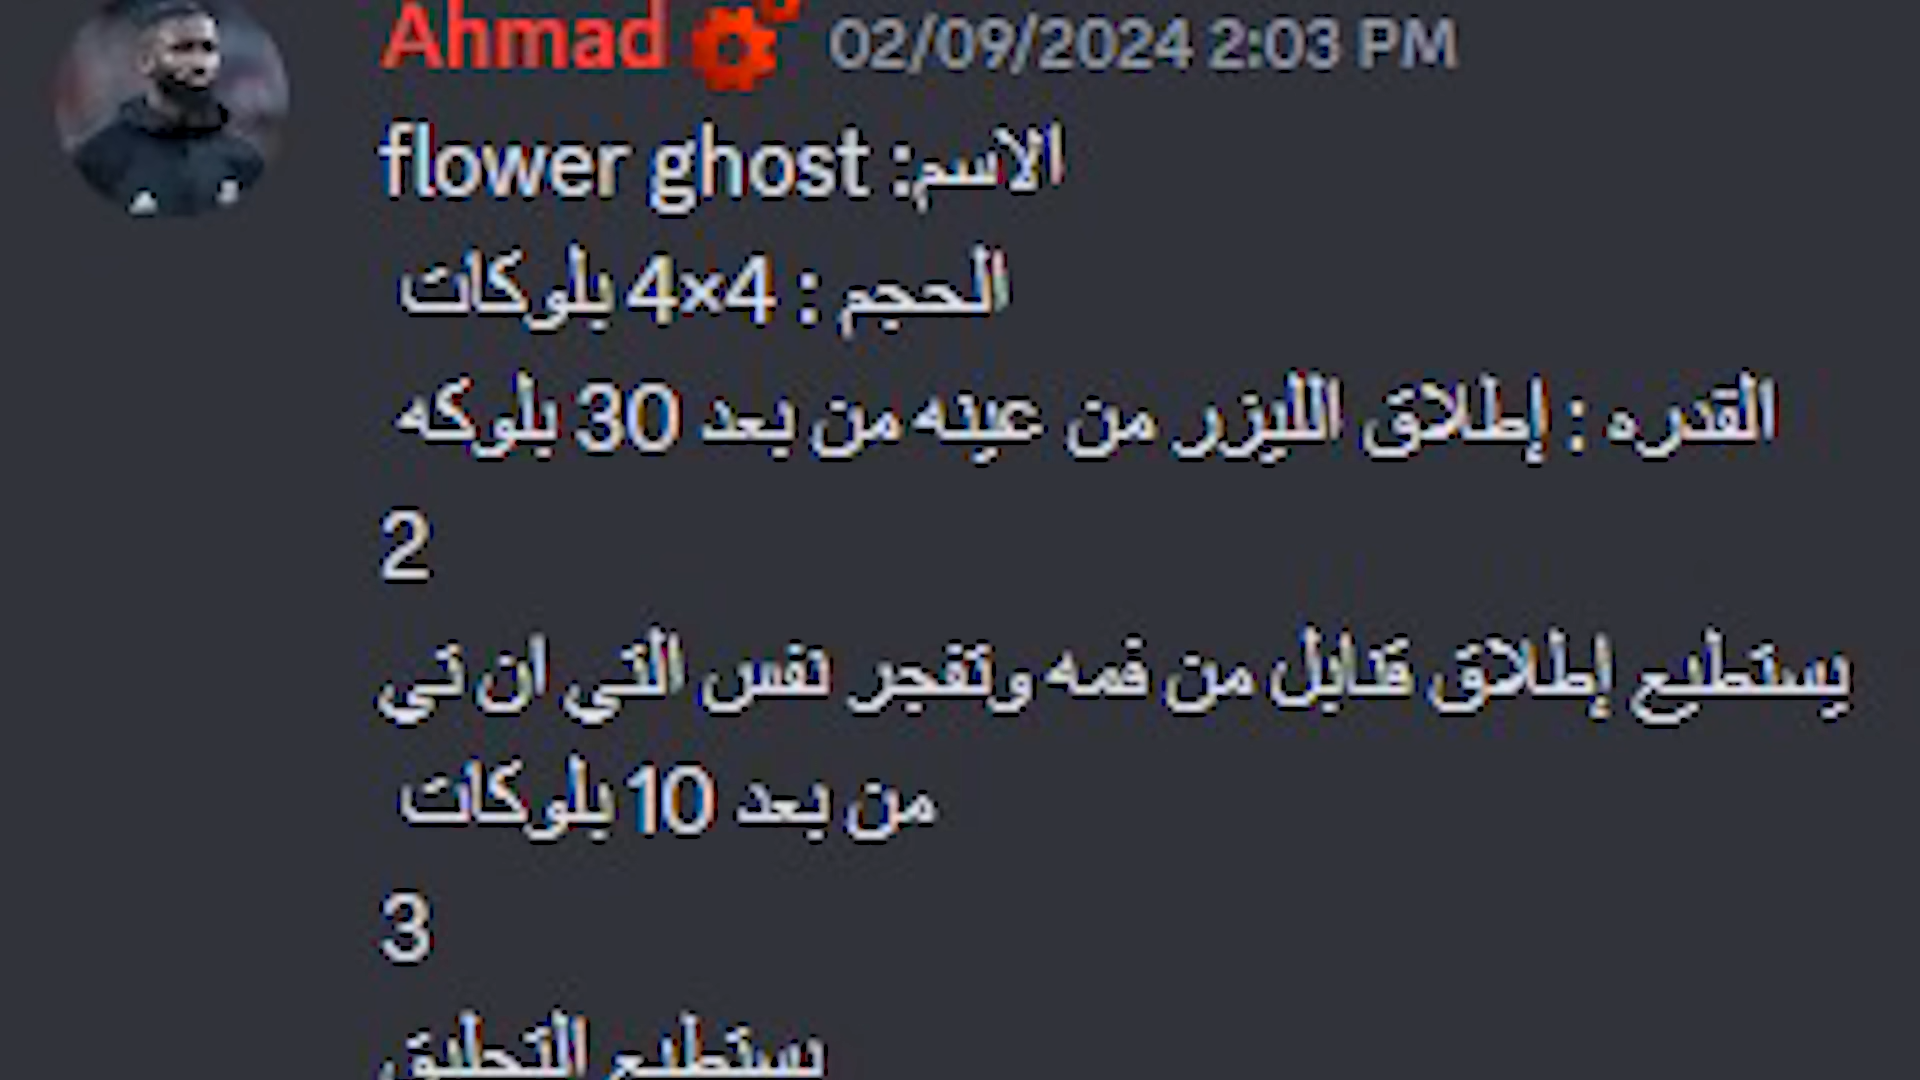 Ahmad 02/09/2024 2:03 PM
الاسم: flower ghost
الحجم : 4×4 بلوكات
القدره : إطلاق الليزر من عينه من بعد 30 بلوكه
2
يستطيع إطلاق قنابل من فمه وتفجر نفس التي ان تي
من بعد 10 بلوكات
3
يستطيع التحليق